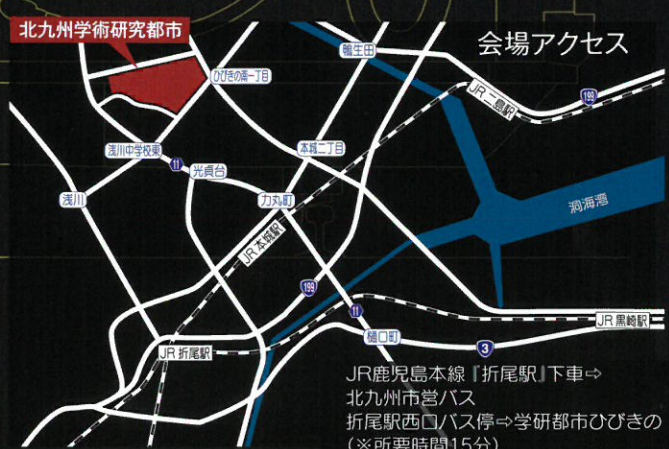 北九州学術研究都市
会場アクセス
鴨生田
ひびきの南一丁目
JR二島駅
199
浅川中学校東
11
光貞台
本城二丁目
浅川
力丸町
洞海湾
JR本城駅
199
11
JR黒崎駅
樋口町
3
JR折尾駅
JR鹿児島本線『折尾駅』下車⇨
北九州市営バス
折尾駅西口バス停⇨学研都市ひびきの
(※所要時間15分)